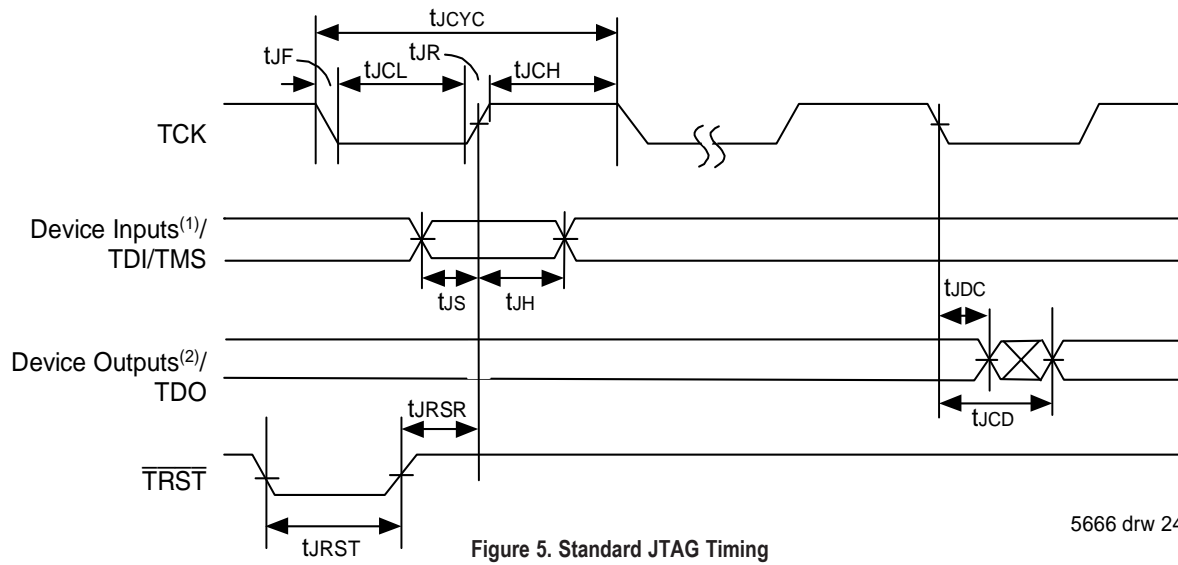 tJCYC
tJF
tJR
tJCL
tJCH
TCK
Device Inputs(1)/
TDI/TMS
tJS
tJH
tJDC
Device Outputs(2)/
TDO
tJCD
tJRSR
TRST
tJRST
5666 drw 24
Figure 5. Standard JTAG Timing